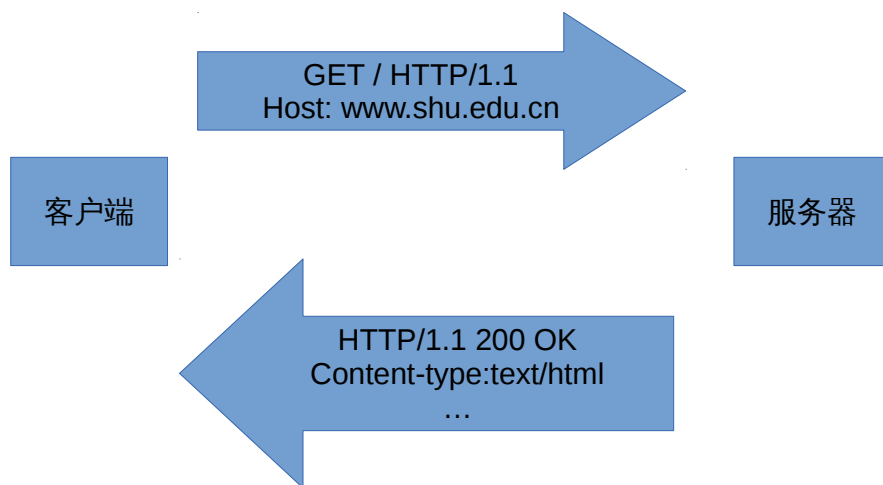 GET / HTTP/1.1
Host: www.shu.edu.cn
客户端
服务器
HTTP/1.1 200 OK
Content-type:text/html
…